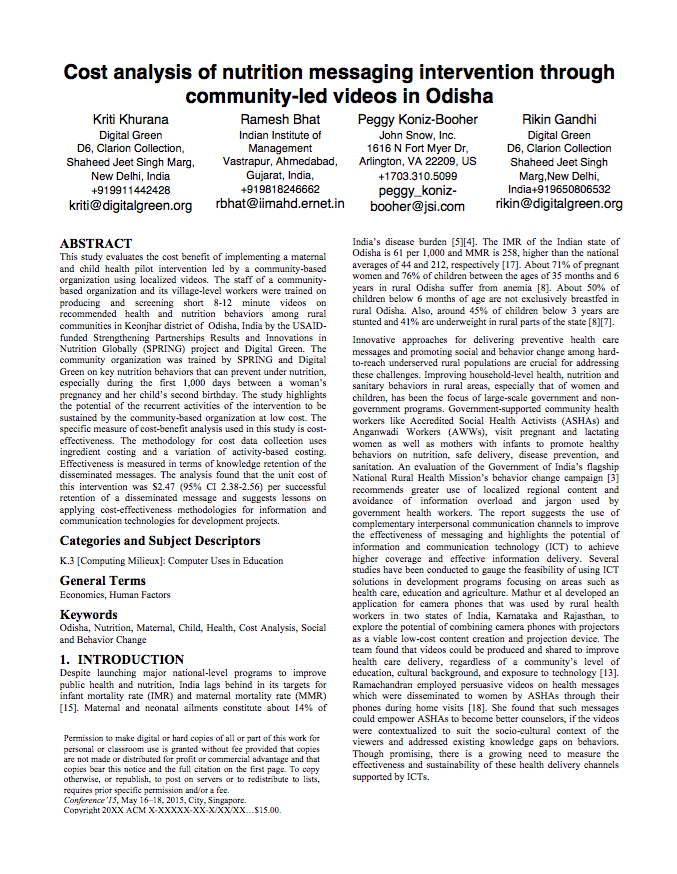 Cost analysis of nutrition messaging intervention through
community-led videos in Odisha
Kriti Khurana
Digital Green
D6, Clarion Collection,
Shaheed Jeet Singh Marg,
New Delhi, India
+919911442428
kriti@digitalgreen.org
Ramesh Bhat
Indian Institute of
Management
Vastrapur, Ahmedabad,
Gujarat, India,
+919818246662
rbhat@iimahd.ernet.in
Peggy Koniz-Booher
John Snow, Inc.
1616 N Fort Myer Dr,
Arlington, VA 22209, US
+1703.310.5099
peggy_koniz-
booher@jsi.com
Rikin Gandhi
Digital Green
D6, Clarion Collection
Shaheed Jeet Singh
Marg,New Delhi,
India+919650806532
rikin@digitalgreen.org
ABSTRACT
This study evaluates the cost benefit of implementing a maternal
and child health pilot intervention led by a community-based
organization using localized videos. The staff of a community-
based organization and its village-level workers were trained on
producing and screening short 8-12 minute videos on
recommended health and nutrition behaviors among rural
communities in Keonjhar district of Odisha, India by the USAID-
funded Strengthening Partnerships Results and Innovations in
Nutrition Globally (SPRING) project and Digital Green. The
community organization was trained by SPRING and Digital
Green on key nutrition behaviors that can prevent under nutrition,
especially during the first 1,000 days between a woman's
pregnancy and her child's second birthday. The study highlights
the potential of the recurrent activities of the intervention to be
sustained by the community-based organization at low cost. The
specific measure of cost-benefit analysis used in this study is cost-
effectiveness. The methodology for cost data collection uses
ingredient costing and a variation of activity-based costing.
Effectiveness is measured in terms of knowledge retention of the
disseminated messages. The analysis found that the unit cost of
this intervention was $2.47 (95% CI 2.38-2.56) per successful
retention of a disseminated message and suggests lessons on
applying cost-effectiveness methodologies for information and
communication technologies for development projects.
Categories and Subject Descriptors
K.3 [Computing Milieux]: Computer Uses in Education
General Terms
Economics, Human Factors
Keywords
Odisha, Nutrition, Maternal, Child, Health, Cost Analysis, Social
and Behavior Change
1. INTRODUCTION
Despite launching major national-level programs to improve
public health and nutrition, India lags behind in its targets for
infant mortality rate (IMR) and maternal mortality rate (MMR)
[15]. Maternal and neonatal ailments constitute about 14% of
Permission to make digital or hard copies of all or part of this work for
personal or classroom use is granted without fee provided that copies
are not made or distributed for profit or commercial advantage and that
copies bear this notice and the full citation on the first page. To copy
otherwise, or republish, to post on servers or to redistribute to lists,
requires prior specific permission and/or a fee.
Conference'15, May 16–18, 2015, City, Singapore.
Copyright 20XX ACM X-XXXXX-XX-X/XX/XX…$15.00.
India's disease burden [5][4]. The IMR of the Indian state of
Odisha is 61 per 1,000 and MMR is 258, higher than the national
averages of 44 and 212, respectively [17]. About 71% of pregnant
women and 76% of children between the ages of 35 months and 6
years in rural Odisha suffer from anemia [8]. About 50% of
children below 6 months of age are not exclusively breastfed in
rural Odisha. Also, around 45% of children below 3 years are
stunted and 41% are underweight in rural parts of the state [8][7].
Innovative approaches for delivering preventive health care
messages and promoting social and behavior change among hard-
to-reach underserved rural populations are crucial for addressing
these challenges. Improving household-level health, nutrition and
sanitary behaviors in rural areas, especially that of women and
children, has been the focus of large-scale government and non-
government programs. Government-supported community health
workers like Accredited Social Health Activists (ASHAs) and
Anganwadi Workers (AWWs), visit pregnant and lactating
women as well as mothers with infants to promote healthy
behaviors on nutrition, safe delivery, disease prevention, and
sanitation. An evaluation of the Government of India's flagship
National Rural Health Mission's behavior change campaign [3]
recommends greater use of localized regional content and
avoidance of information overload and jargon used by
government health workers. The report suggests the use of
complementary interpersonal communication channels to improve
the effectiveness of messaging and highlights the potential of
information and communication technology (ICT) to achieve
higher coverage and effective information delivery. Several
studies have been conducted to gauge the feasibility of using ICT
solutions in development programs focusing on areas such as
health care, education and agriculture. Mathur et al developed an
application for camera phones that was used by rural health
workers in two states of India, Karnataka and Rajasthan, to
explore the potential of combining camera phones with projectors
as a viable low-cost content creation and projection device. The
team found that videos could be produced and shared to improve
health care delivery, regardless of a community's level of
education, cultural background, and exposure to technology [13].
Ramachandran employed persuasive videos on health messages
which were disseminated to women by ASHAs through their
phones during home visits [18]. She found that such messages
could empower ASHAs to become better counselors, if the videos
were contextualized to suit the socio-cultural context of the
viewers and addressed existing knowledge gaps on behaviors.
Though promising, there is a growing need to measure the
effectiveness and sustainability of these health delivery channels
supported by ICTs.